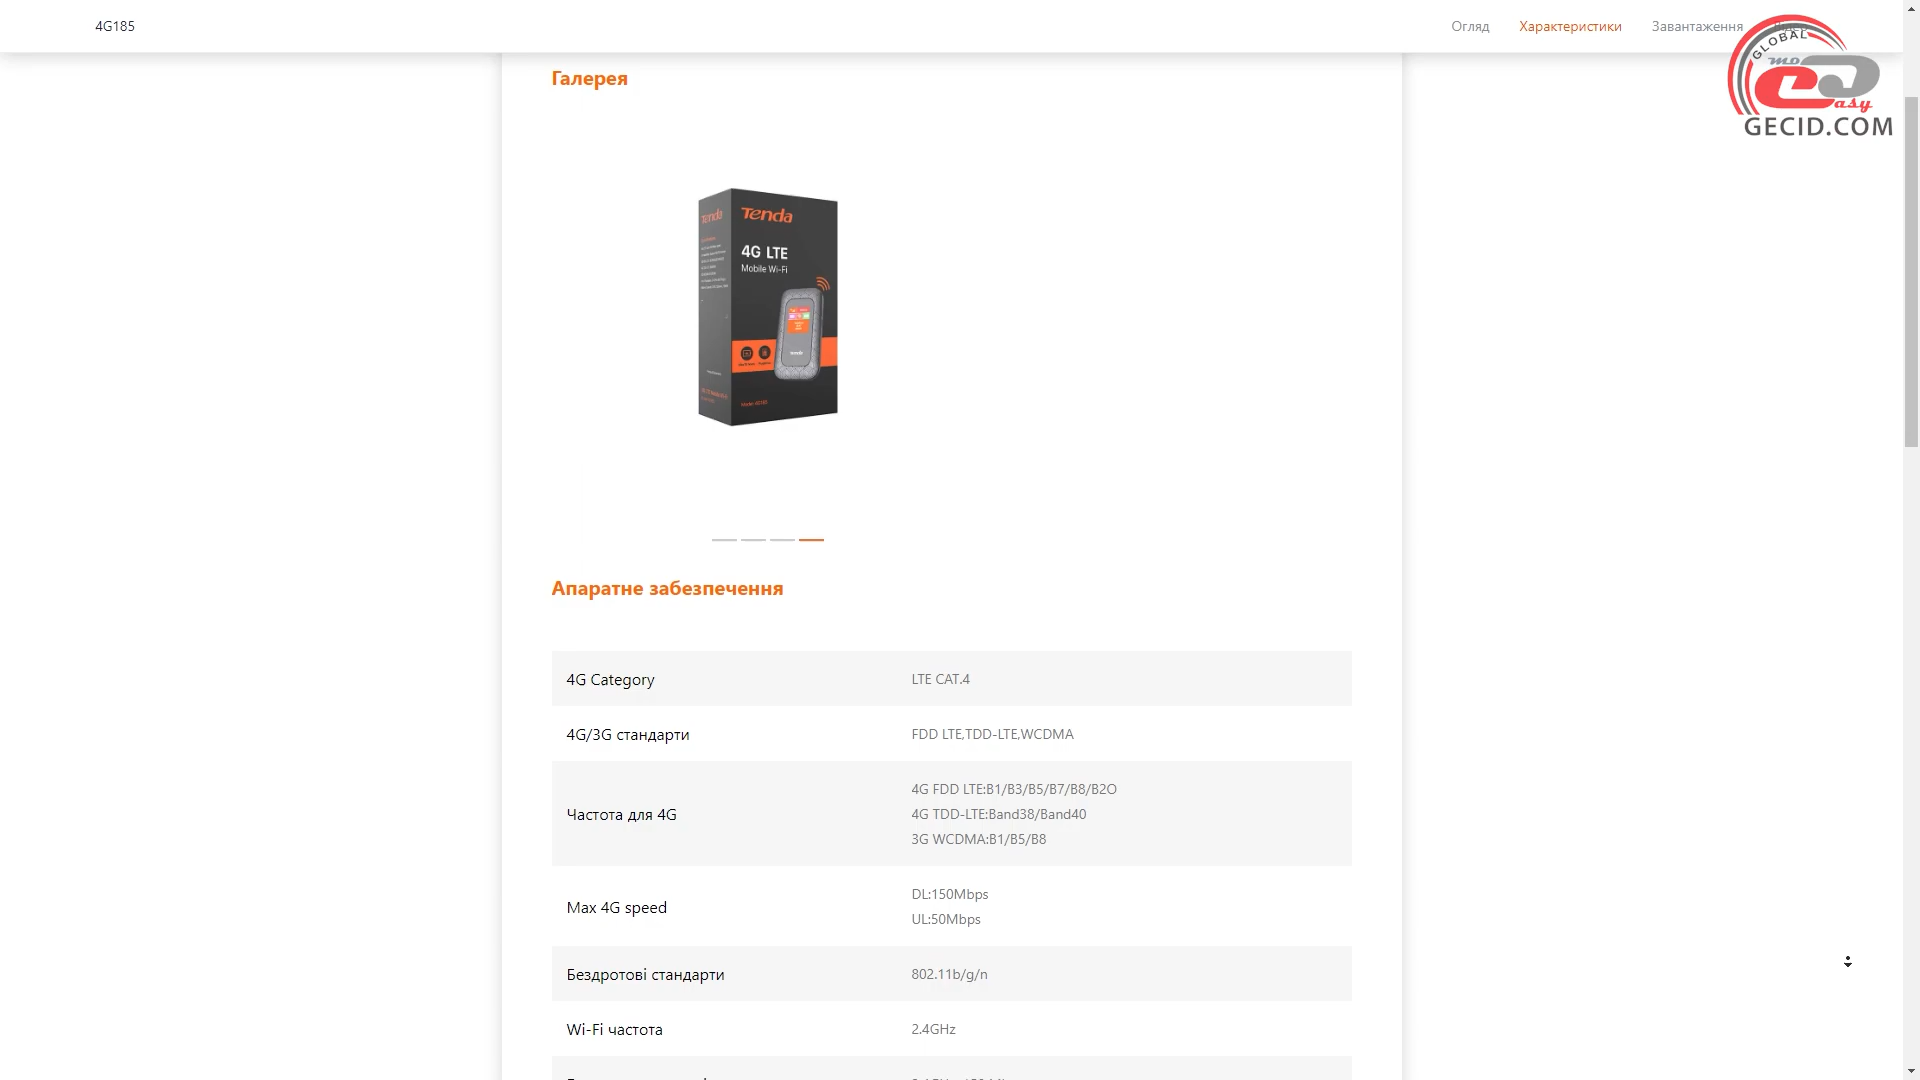 4G185
Огляд
Характеристики
Завантаження
GLOBAL
asy
GECID.COM
Галерея
Tenda
Tenda
4G LTE
Mobile Wi-Fi
Апаратне забезпечення
4G Category
LTE CAT.4
4G/3G стандарти
FDD LTE,TDD-LTE,WCDMA
Частота для 4G
4G FDD LTE:B1/B3/B5/B7/B8/B2O
4G TDD-LTE:Band38/Band40
3G WCDMA:B1/B5/B8
Max 4G speed
DL:150Mbps
UL:50Mbps
Бездротові стандарти
802.11b/g/n
Wi-Fi частота
2.4GHz